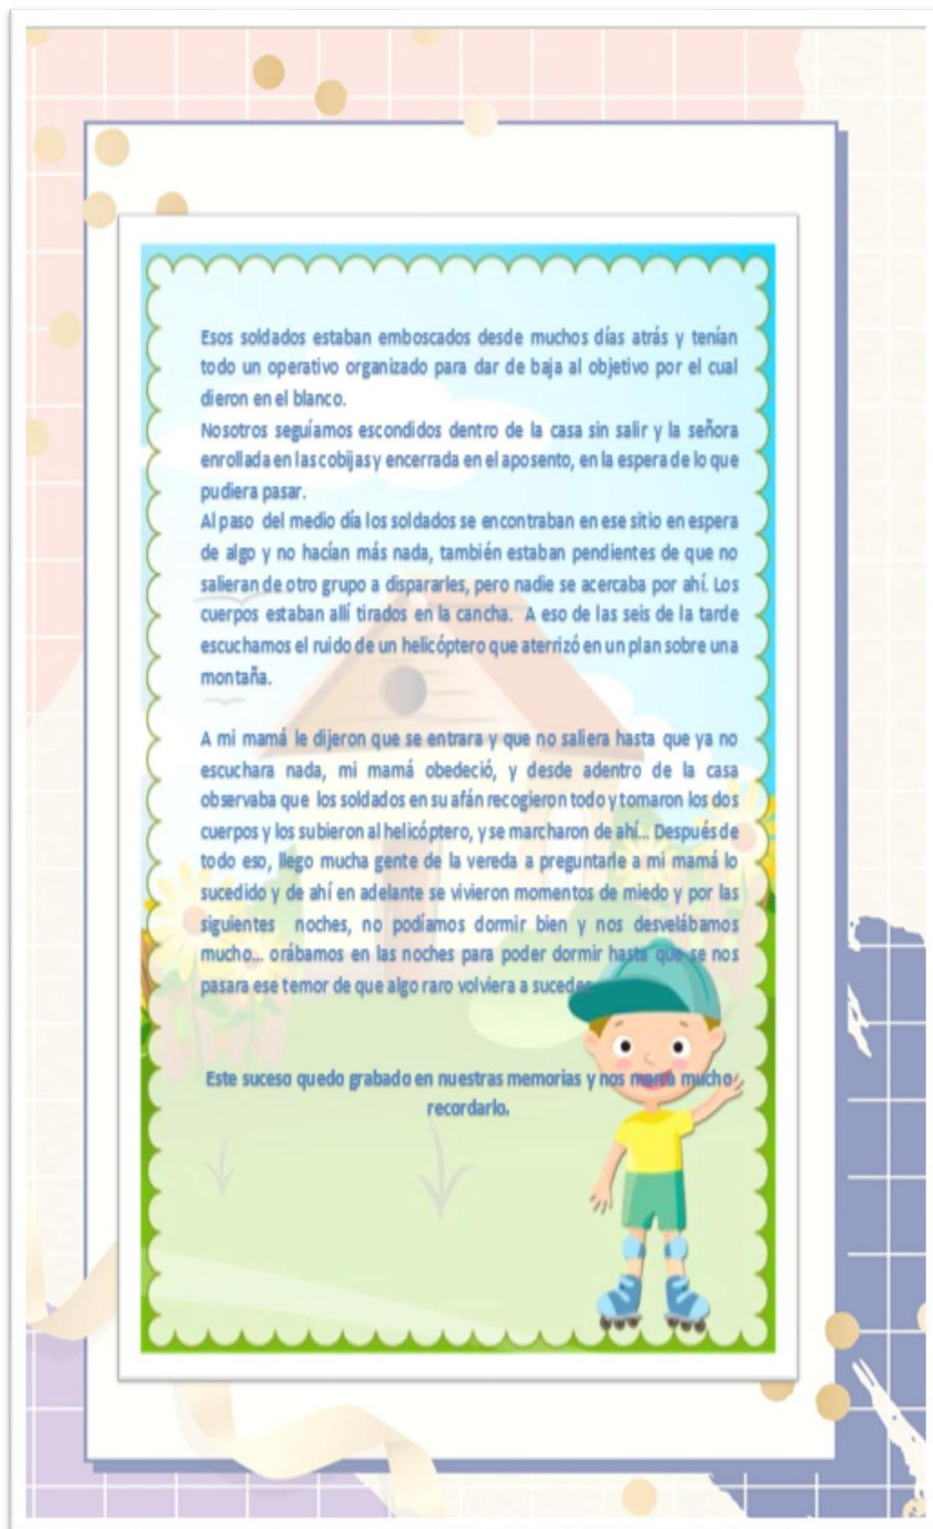 Esos soldados estaban emboscados desde muchos días atrás y tenían
todo un operativo organizado para dar de baja al objetivo por el cual
dieron en el blanco.
Nosotros seguíamos escondidos dentro de la casa sin salir y la señora
enrollada en las cobijas y encerrada en el aposento, en la espera de lo que
pudiera pasar.
Al paso del medio día los soldados se encontraban en ese sitio en espera
de algo y no hacían más nada, también estaban pendientes de que no
salieran de otro grupo a dispararles, pero nadie se acercaba por ahí. Los
cuerpos estaban allí tirados en la cancha. A eso de las seis de la tarde
escuchamos el ruido de un helicóptero que aterrizó en un plan sobre una
montaña.
A mi mamá le dijeron que se entrara y que no saliera hasta que ya no
escuchara nada, mi mamá obedeció, y desde adentro de la casa
observaba que los soldados en su afán recogieron todo y tomaron los dos
cuerpos y los subieron al helicóptero, y se marcharon de ahí... Después de
todo eso, llego mucha gente de la vereda a preguntarle a mi mamá lo
sucedido y de ahí en adelante se vivieron momentos de miedo y por las
siguientes noches, no podíamos dormir bien y nos desvelábamos
mucho... orábamos en las noches para poder dormir hasta que se nos
pasara ese temor de que algo raro volviera a suceder
Este suceso quedo grabado en nuestras memorias y nos marcá mucho
recordarlo.